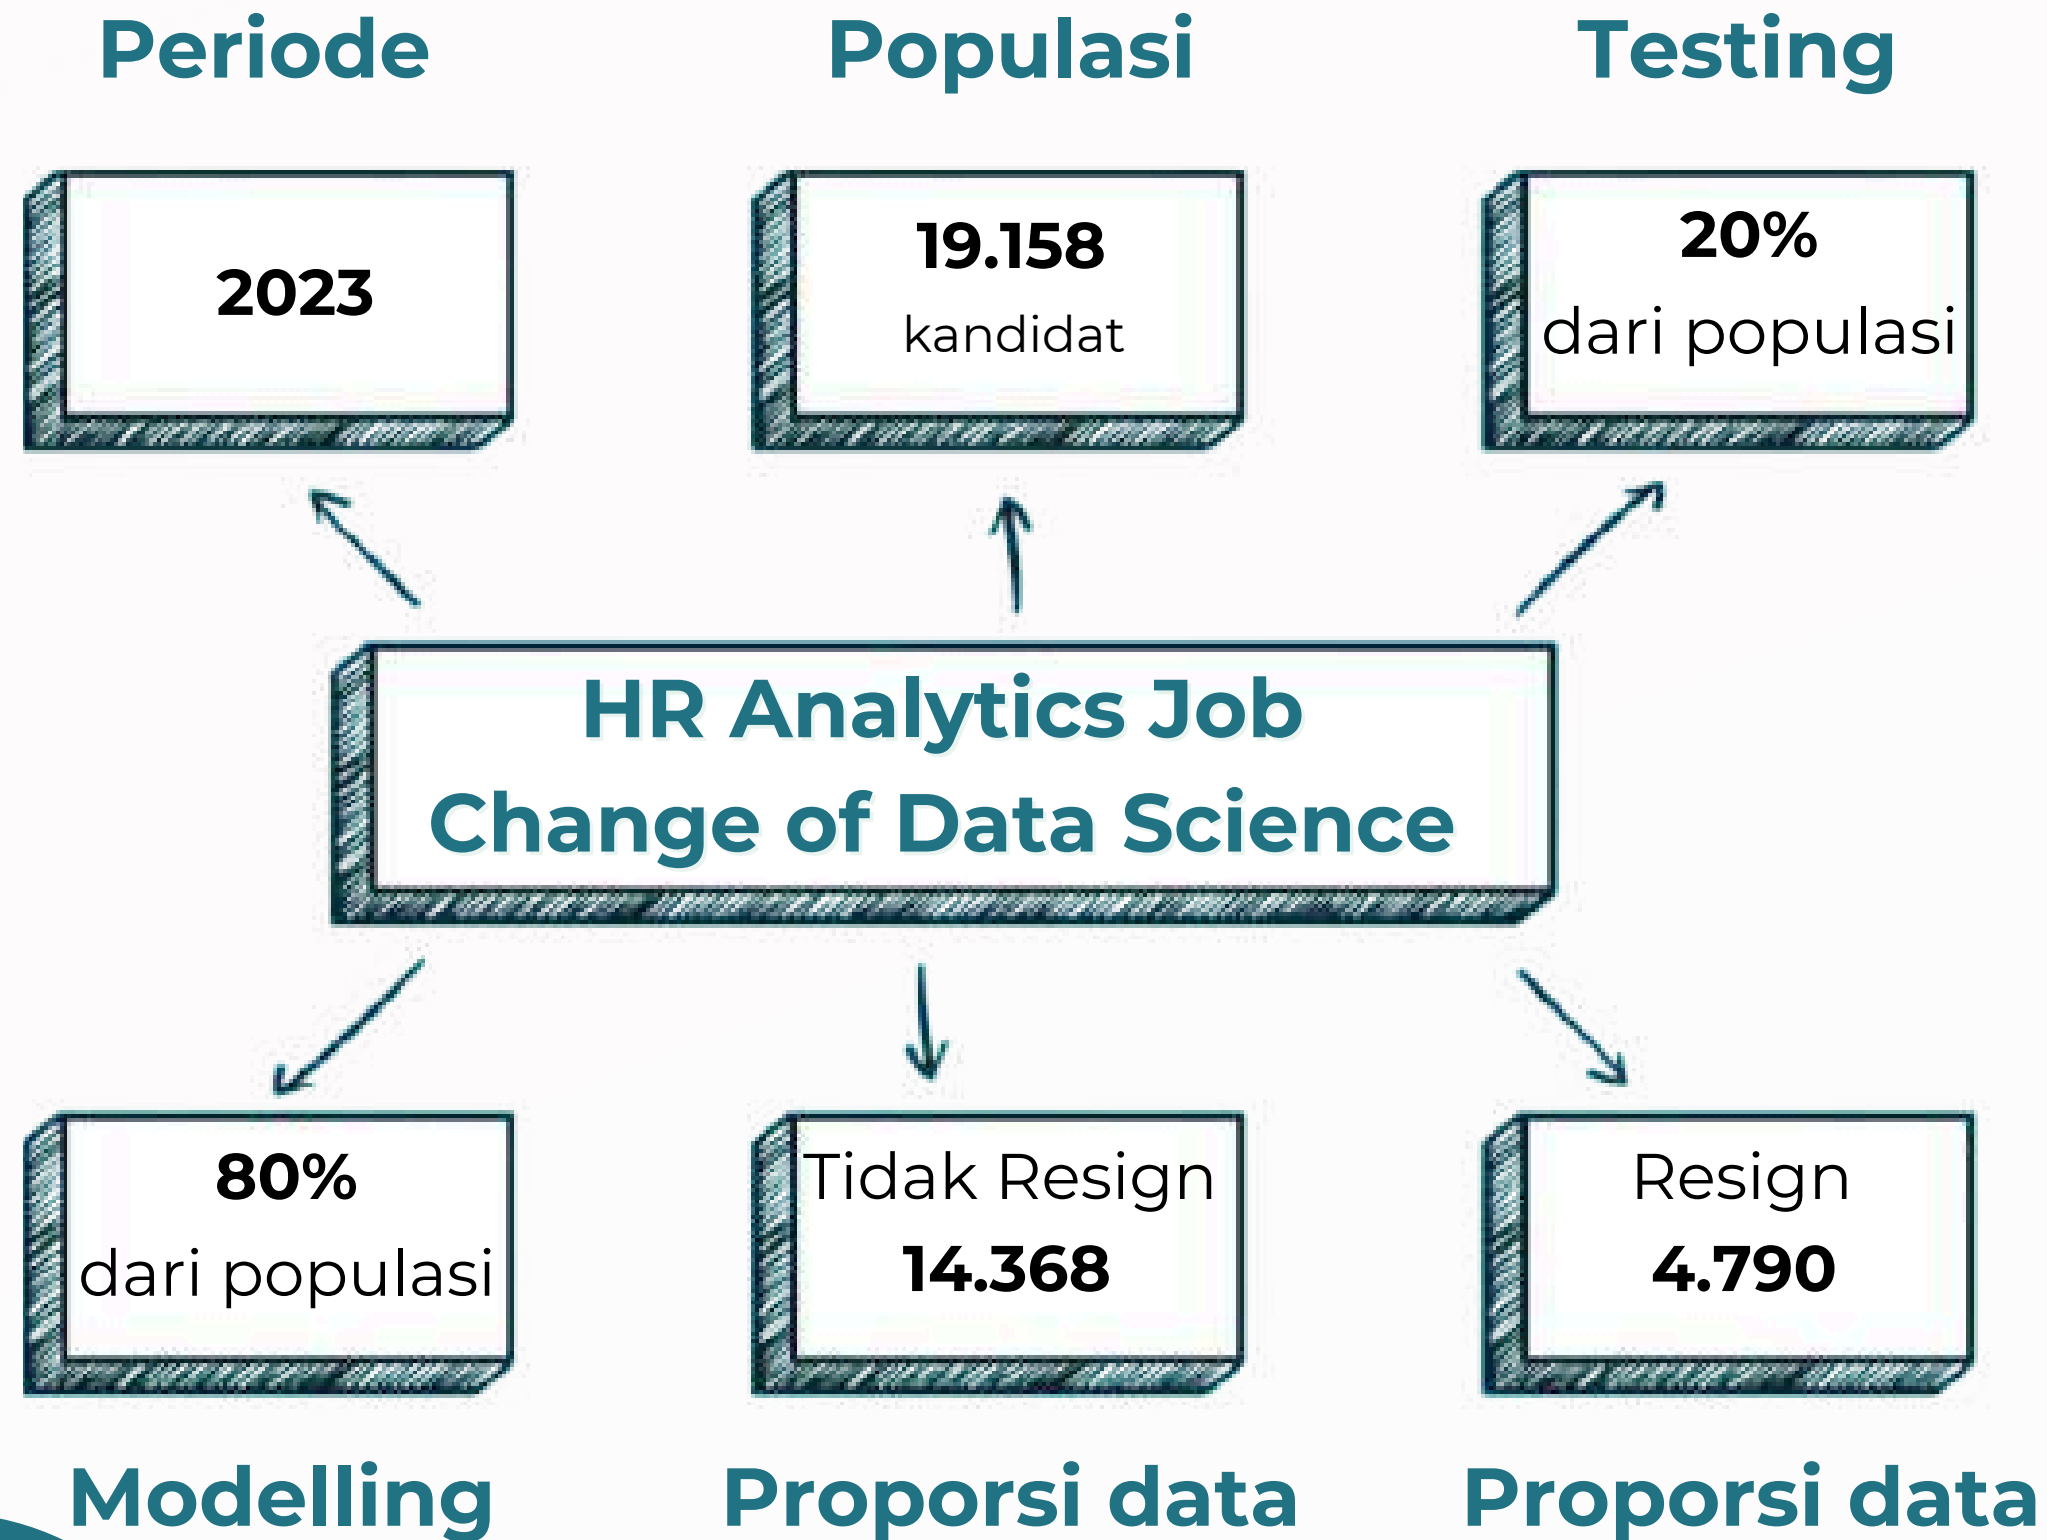 Periode
Populasi
Testing
2023
19.158
kandidat
20%
dari populasi
HR Analytics Job
Change of Data Science
80%
dari populasi
Tidak Resign
14.368
Resign
4.790
Modelling
Proporsi data
Proporsi data